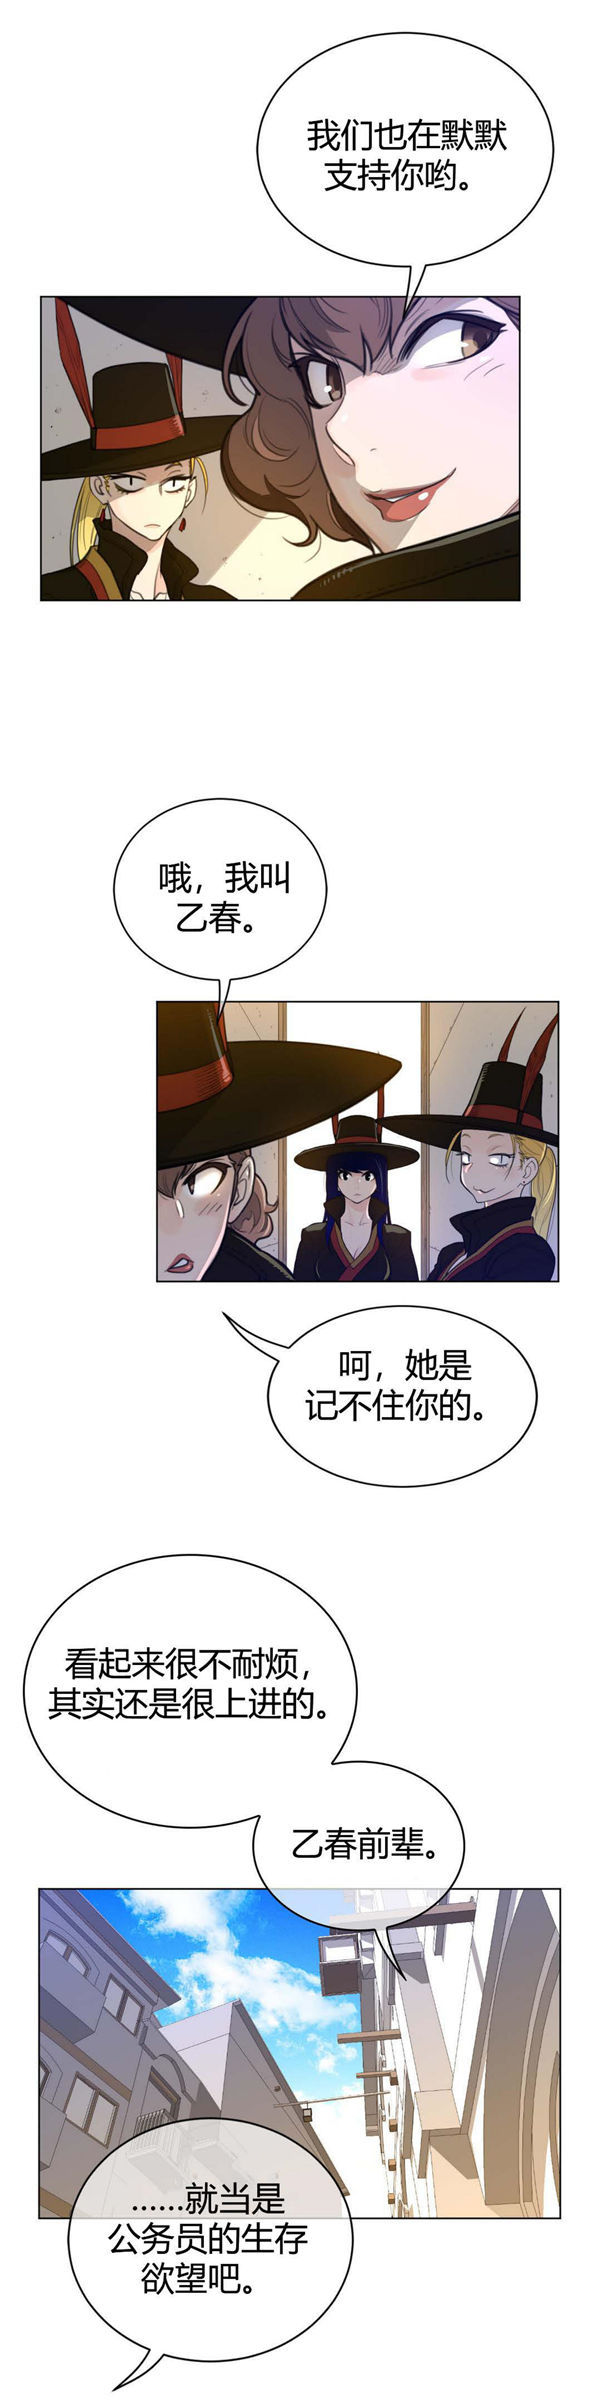 我们也在默默
支持你哟。
哦，我叫
乙春。
呵，她是
记不住你的。
看起来很不耐烦，
其实还是很上进的。
乙春前辈。
……就当是
公务员的生存
欲望吧。